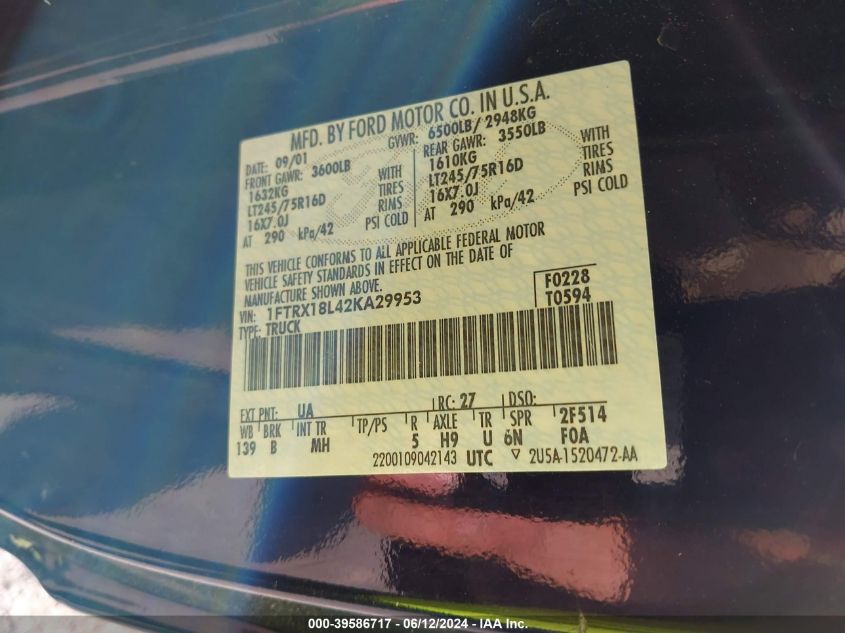 MFD. BY FORD MOTOR CO. IN U.S.A.
DATE: 09/01 GVWR: 6500LB/ 2948KG
FRONT GAWR: 3600LB REAR GAWR: 3550LB
1632KG WITH 1610KG WITH
LT245/75R16D TIRES LT245/75R16D TIRES
16X7.0J RIMS 16X7.0J RIMS
AT 290 kPa/42 PSI COLD AT 290 kPa/42 PSI COLD
THIS VEHICLE CONFORMS TO ALL APPLICABLE FEDERAL MOTOR
VEHICLE SAFETY STANDARDS IN EFFECT ON THE DATE OF
MANUFACTURE SHOWN ABOVE.
VIN: 1FTRX18L42KA29953 F0228
TYPE: TRUCK T0594
EXT PNT: UA RC: 27 DSO:
WB BRK INT TR TP/PS R AXLE TR SPR 2F514
139 B MH 5 H9 U 6N F0A
2200109042143 UTC ▽ 2U5A-1520472-AA
000-39586717 - 06/12/2024 - IAA Inc.